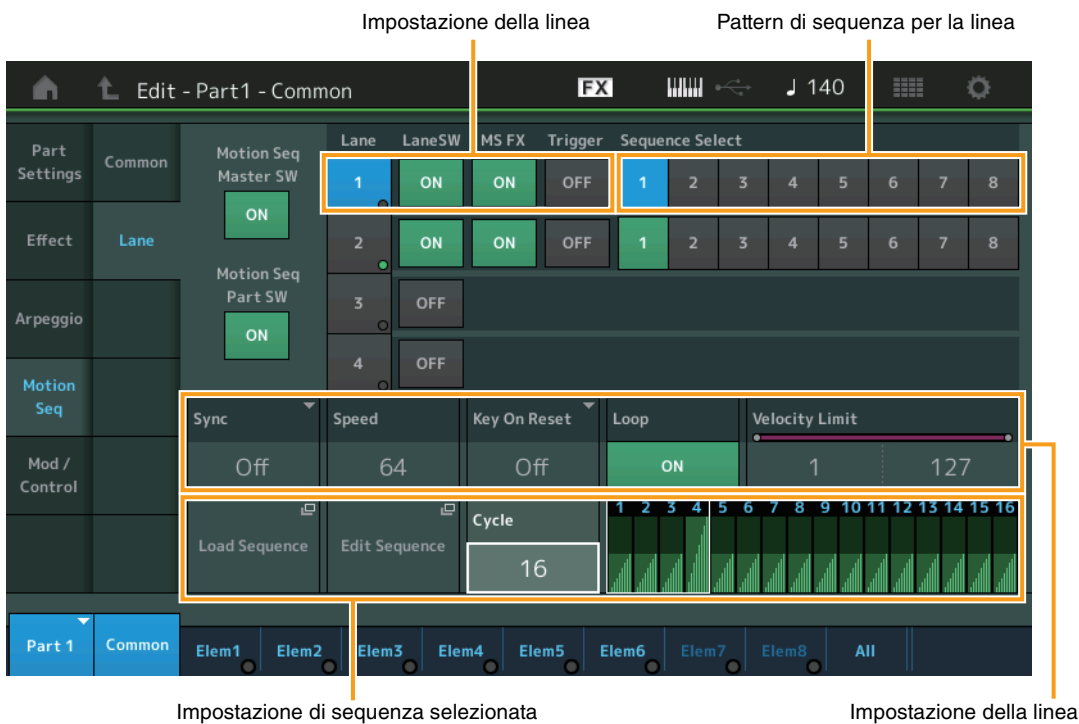 Impostazione della linea
Pattern di sequenza per la linea
Edit - Part1 - Common
FX
140
Part Settings
Common
Motion Seq Master SW
ON
Lane
LaneSW
MS FX
Trigger
Sequence Select
1
ON
ON
OFF
1 2 3 4 5 6 7 8
Effect
Lane
2
ON
ON
OFF
1 2 3 4 5 6 7 8
Motion Seq Part SW
ON
Arpeggio
3
OFF
4
OFF
Motion Seq
Sync
Speed
Key On Reset
Loop
Velocity Limit
Mod / Control
Off
64
Off
ON
1
127
Load Sequence
Edit Sequence
Cycle
16
1 2 3 4 5 6 7 8 9 10 11 12 13 14 15 16
Part 1
Common
Elem1
Elem2
Elem3
Elem4
Elem5
Elem6
Elem7
Elem8
All
Impostazione di sequenza selezionata
Impostazione della linea